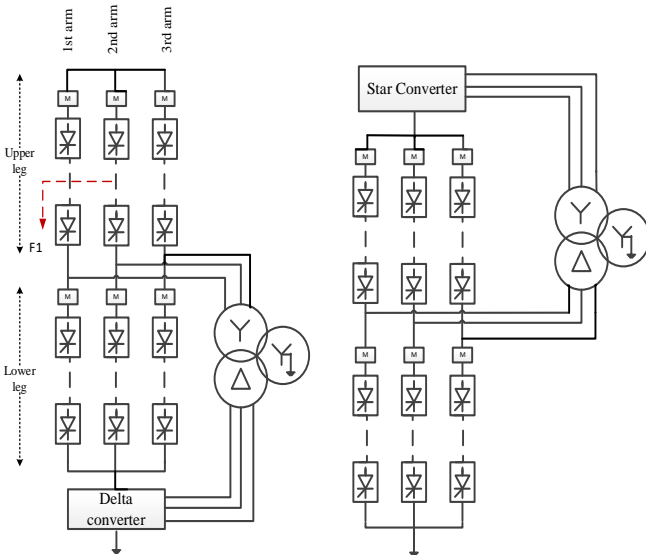 1st arm
2nd arm
3rd arm
Upper
leg
F1
Lower
leg
M
M
M
M
M
M
Delta
converter
Star Converter
M
M
M
M
M
M